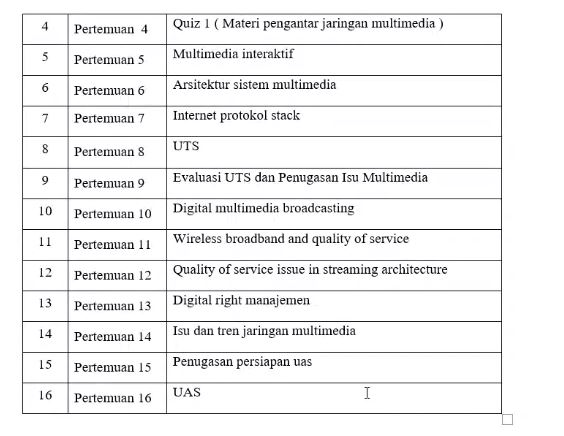 4 Pertemuan 4 Quiz 1 ( Materi pengantar jaringan multimedia )
5 Pertemuan 5 Multimedia interaktif
6 Pertemuan 6 Arsitektur sistem multimedia
7 Pertemuan 7 Internet protokol stack
8 Pertemuan 8 UTS
9 Pertemuan 9 Evaluasi UTS dan Penugasan Isu Multimedia
10 Pertemuan 10 Digital multimedia broadcasting
11 Pertemuan 11 Wireless broadband and quality of service
12 Pertemuan 12 Quality of service issue in streaming architecture
13 Pertemuan 13 Digital right manajemen
14 Pertemuan 14 Isu dan tren jaringan multimedia
15 Pertemuan 15 Penugasan persiapan uas
16 Pertemuan 16 UAS